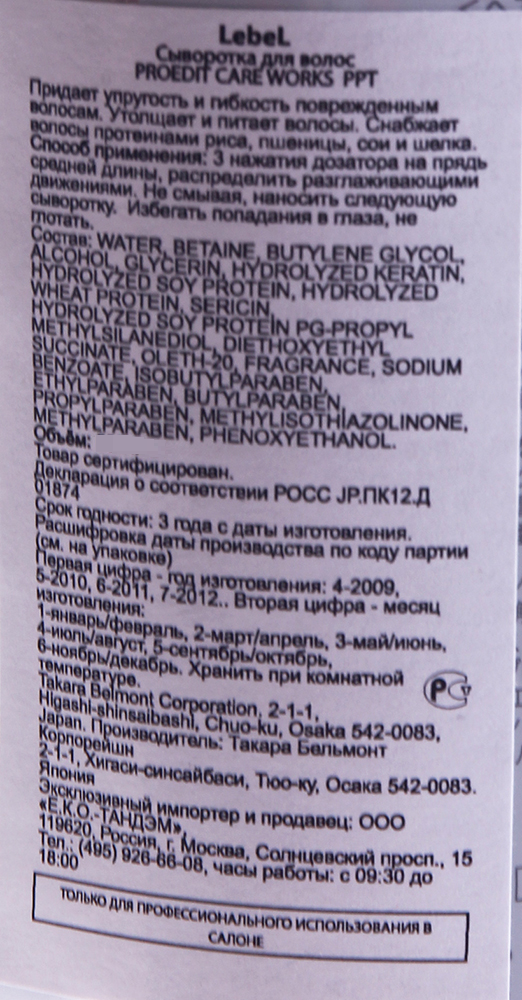 LebeL
Сыворотка для волос
PROEDIT CARE WORKS PPT
Придает упругость и гибкость поврежденным
волосам. Утолщает и питает волосы. Снабжает
волосы протеинами риса, пшеницы, сои и шелка.
Способ применения: 3 нажатия дозатора на прядь
средней длины, распределить разглаживающими
движениями. Не смывая, наносить следующую
сыворотку. Избегать попадания в глаза, не
глотать.
Состав: WATER, BETAINE, BUTYLENE GLYCOL,
ALCOHOL, GLYCERIN, HYDROLYZED KERATIN,
HYDROLYZED SOY PROTEIN, HYDROLYZED
WHEAT PROTEIN, SERICIN,
HYDROLYZED SOY PROTEIN PG-PROPYL
METHYLSILANEDIOL, DIETHOXYETHYL
SUCCINATE, OLETH-20, FRAGRANCE, SODIUM
BENZOATE, ISOBUTYLPARABEN,
ETHYLPARABEN, BUTYLPARABEN,
PROPYLPARABEN, METHYLISOTHIAZOLINONE,
METHYLPARABEN, PHENOXYETHANOL.
Объём:
Товар сертифицирован.
Декларация о соответствии РОСС JP.ПК12.Д
01874
Срок годности: 3 года с даты изготовления.
Расшифровка даты производства по коду партии
(см. на упаковке)
Первая цифра - год изготовления: 4-2009,
5-2010, 6-2011, 7-2012.. Вторая цифра - месяц
изготовления:
1-январь/февраль, 2-март/апрель, 3-май/июнь,
4-июль/август, 5-сентябрь/октябрь,
6-ноябрь/декабрь. Хранить при комнатной
температуре.
Takara Belmont Corporation, 2-1-1,
Higashi-shinsaibashi, Chuo-ku, Osaka 542-0083,
Japan. Производитель: Такара Бельмонт
Корпорейшн
2-1-1, Хигаси-синсайбаси, Тюо-ку, Осака 542-0083.
Япония
Эксклюзивный импортер и продавец: ООО
«Е.К.О.-ТАНДЭМ»,
119620, Россия, г. Москва, Солнцевский просп., 15
Тел.: (495) 926-86-08, часы работы: с 09:30 до
18:00
ТОЛЬКО ДЛЯ ПРОФЕССИОНАЛЬНОГО ИСПОЛЬЗОВАНИЯ В
САЛОНЕ